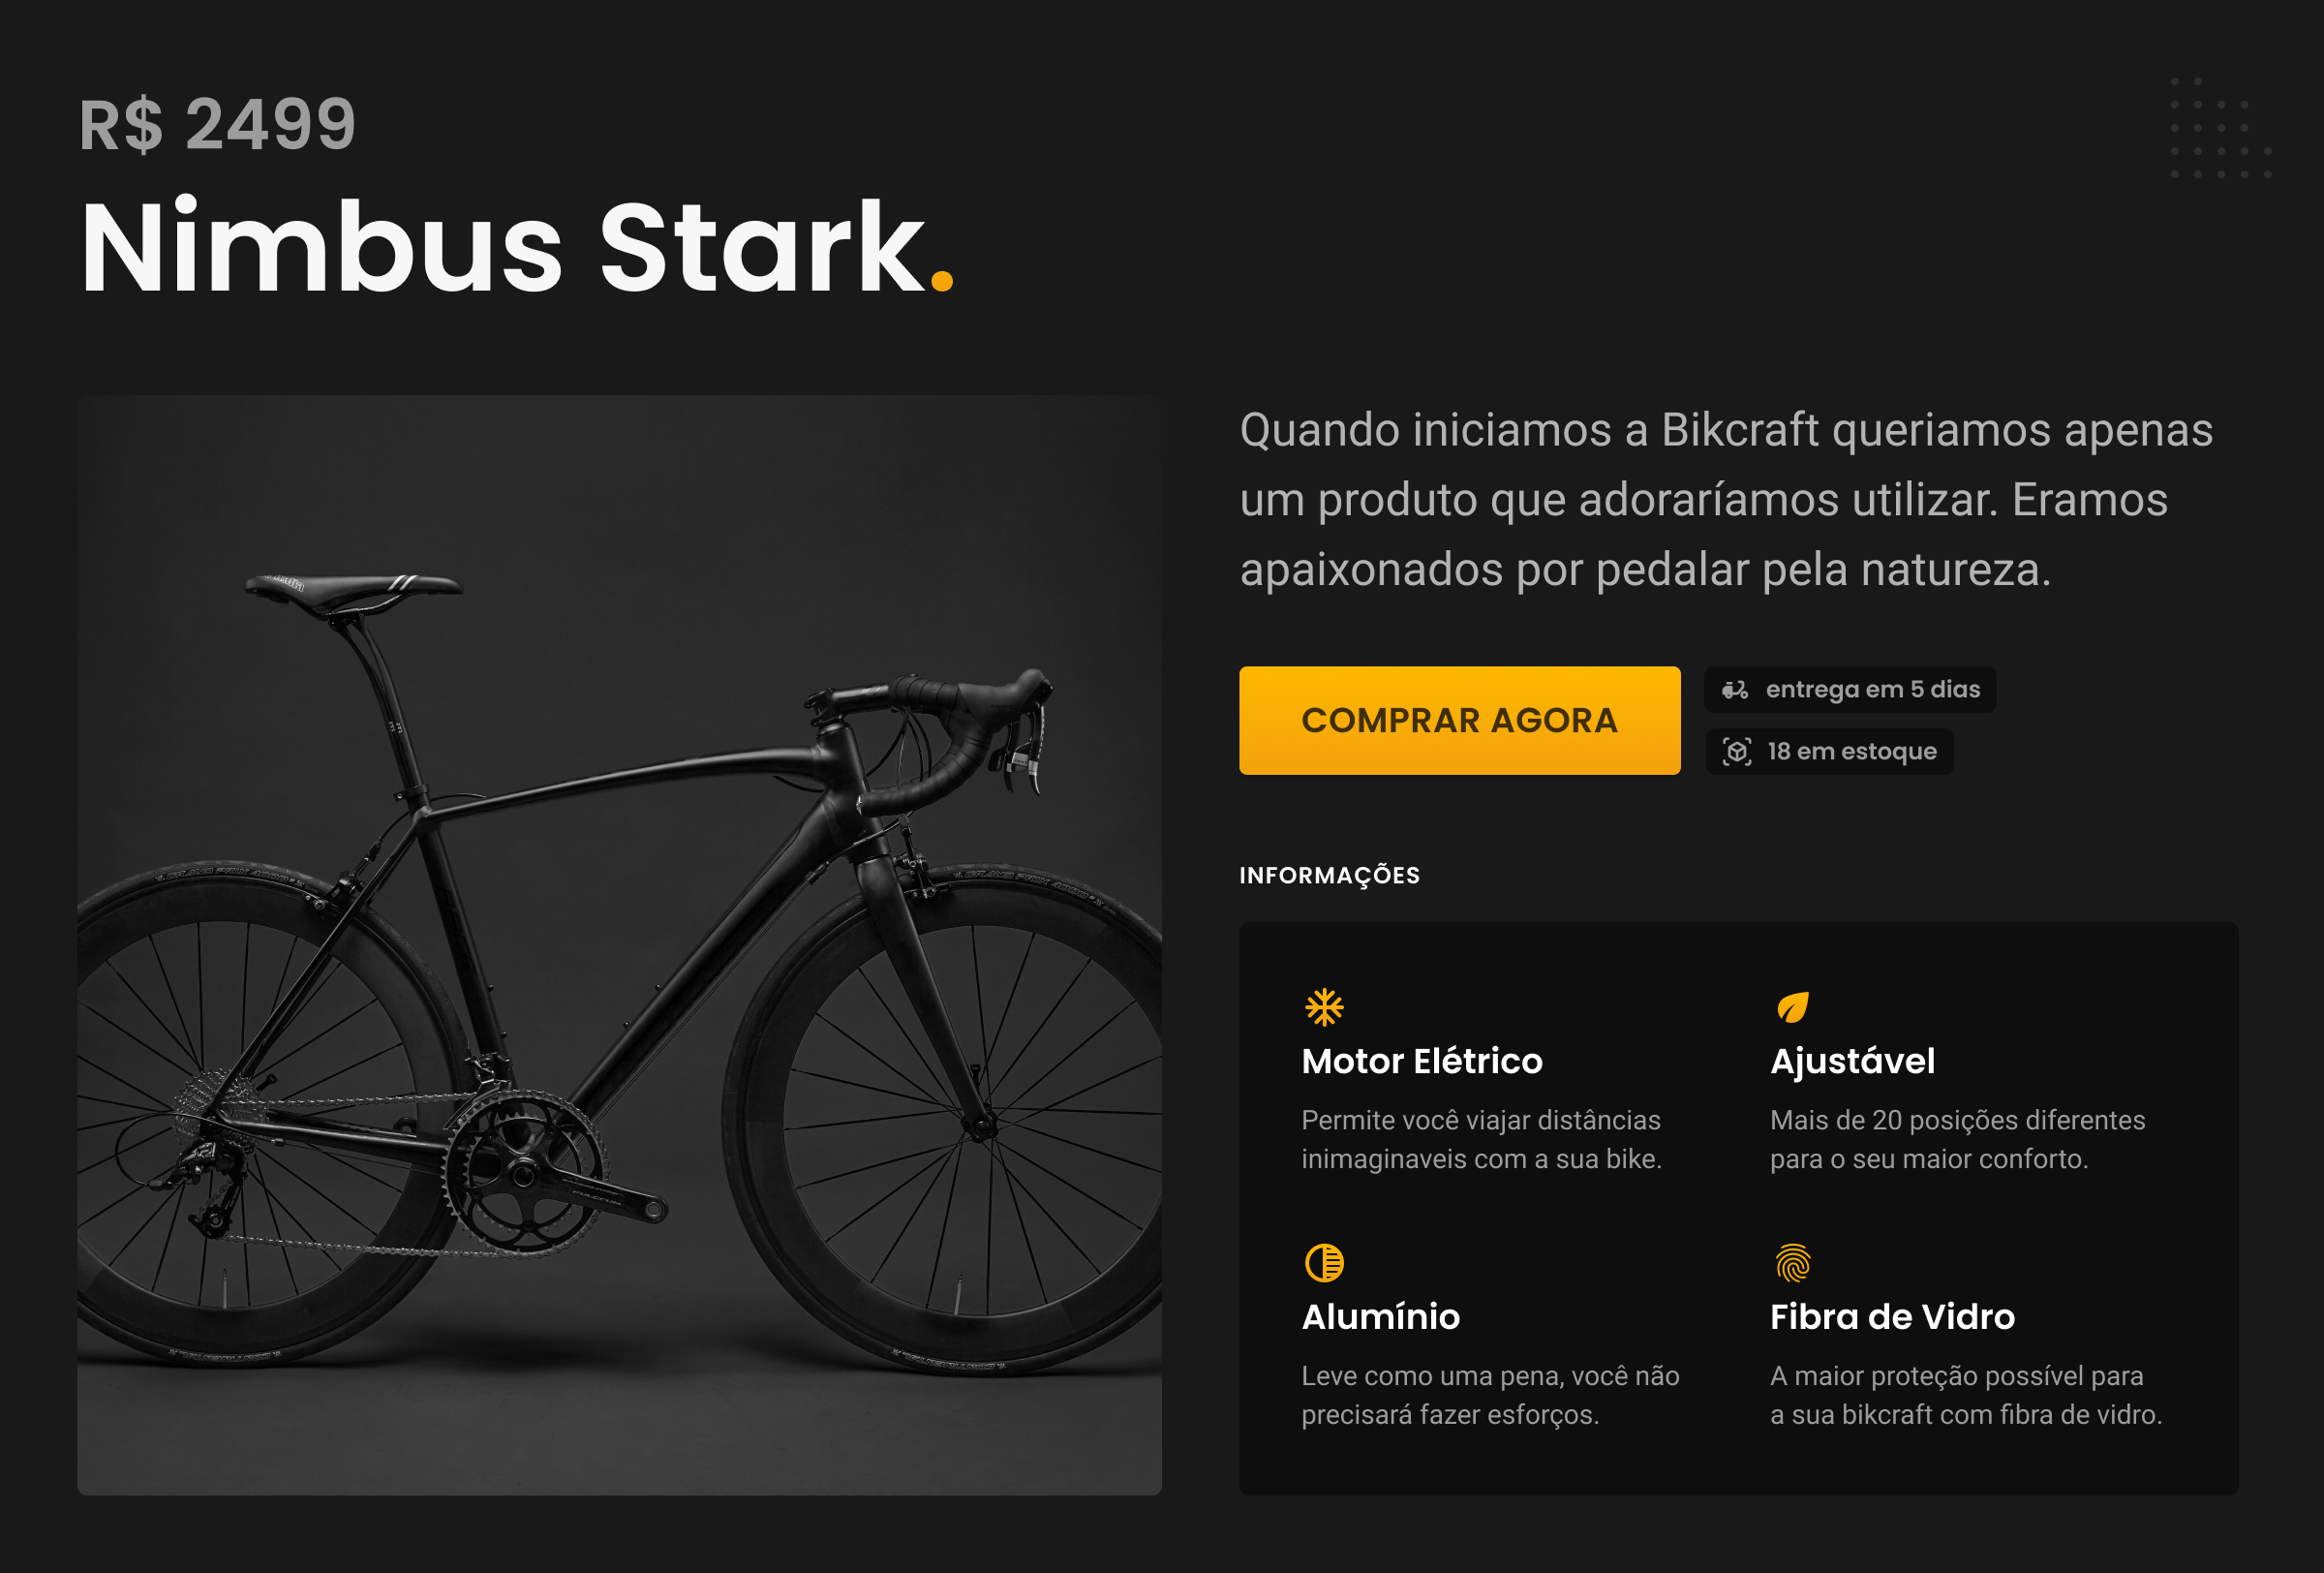 R$ 2499
Nimbus Stark.
Quando iniciamos a Bikcraft queriamos apenas
um produto que adoraríamos utilizar. Eramos
apaixonados por pedalar pela natureza.
COMPRAR AGORA
entrega em 5 dias
18 em estoque
INFORMAÇÕES
Motor Elétrico
Permite você viajar distâncias
inimaginaveis com a sua bike.
Ajustável
Mais de 20 posições diferentes
para o seu maior conforto.
Alumínio
Leve como uma pena, você não
precisará fazer esforços.
Fibra de Vidro
A maior proteção possível para
a sua bikcraft com fibra de vidro.